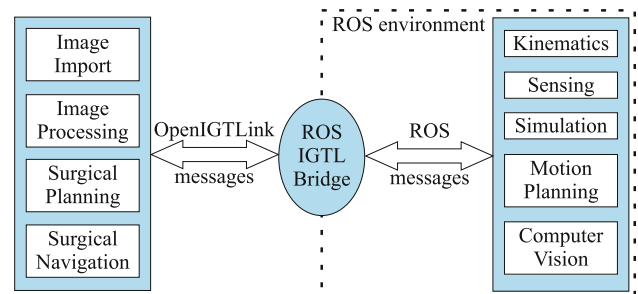 Image
Import
Image
Processing
Surgical
Planning
Surgical
Navigation
OpenIGTLink
messages
ROS
IGTL
Bridge
ROS environment
ROS
messages
Kinematics
Sensing
Simulation
Motion
Planning
Computer
Vision